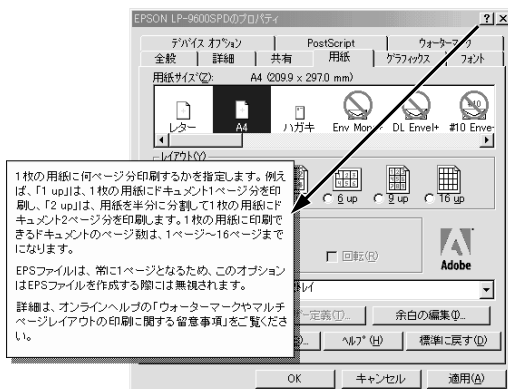 EPSON LP-9600SPDのプロパティ
デバイス オプション PostScript ウォーターマーク
全般 詳細 共有 用紙 グラフィックス フォント
用紙サイズ(Z): A4 (209.9 x 297.0 mm)
レター A4 ハガキ Env Mon DL Envel+ #10 Enve
レイアウト(Y)
6 up 9 up 16 up
1枚の用紙に何ページ分印刷するかを指定します。例え
ば、「1 up」は、1枚の用紙にドキュメント1ページ分を印
刷し、「2 up」は、用紙を半分に分割して1枚の用紙にド
キュメント2ページ分を印刷します。1枚の用紙に印刷で
きるドキュメントのページ数は、1ページ～16ページまで
になります。
EPSファイルは、常に1ページとなるため、このオプション
はEPSファイルを作成する際には無視されます。
詳細は、オンラインヘルプの「ウォーターマークやマルチ
ページレイアウトの印刷に関する留意事項」をご覧くださ
い。
回転(R)
Adobe
トレイ
ザー定義(I)... 余白の編集(I)...
ヘルプ(H) 標準に戻す(D)
OK キャンセル 適用(A)